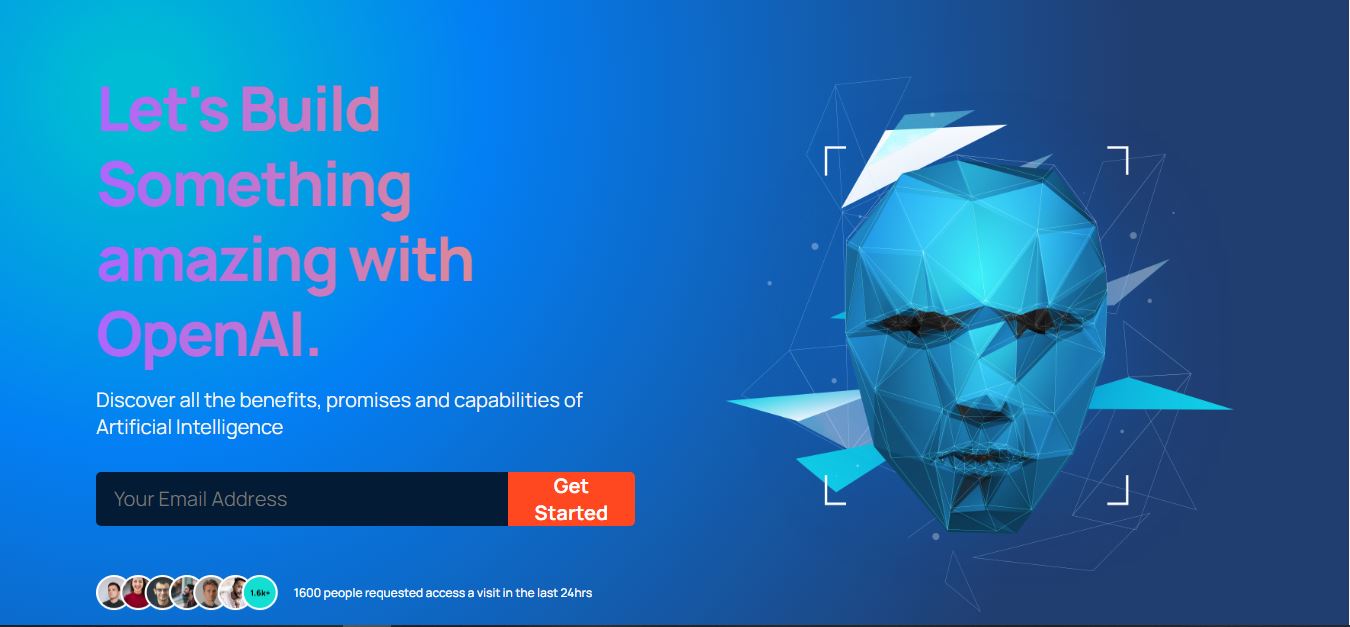 Let's Build
Something
amazing with
OpenAI.
Discover all the benefits, promises and capabilities of
Artificial Intelligence
Your Email Address
Get
Started
1.6k+
1600 people requested access a visit in the last 24hrs